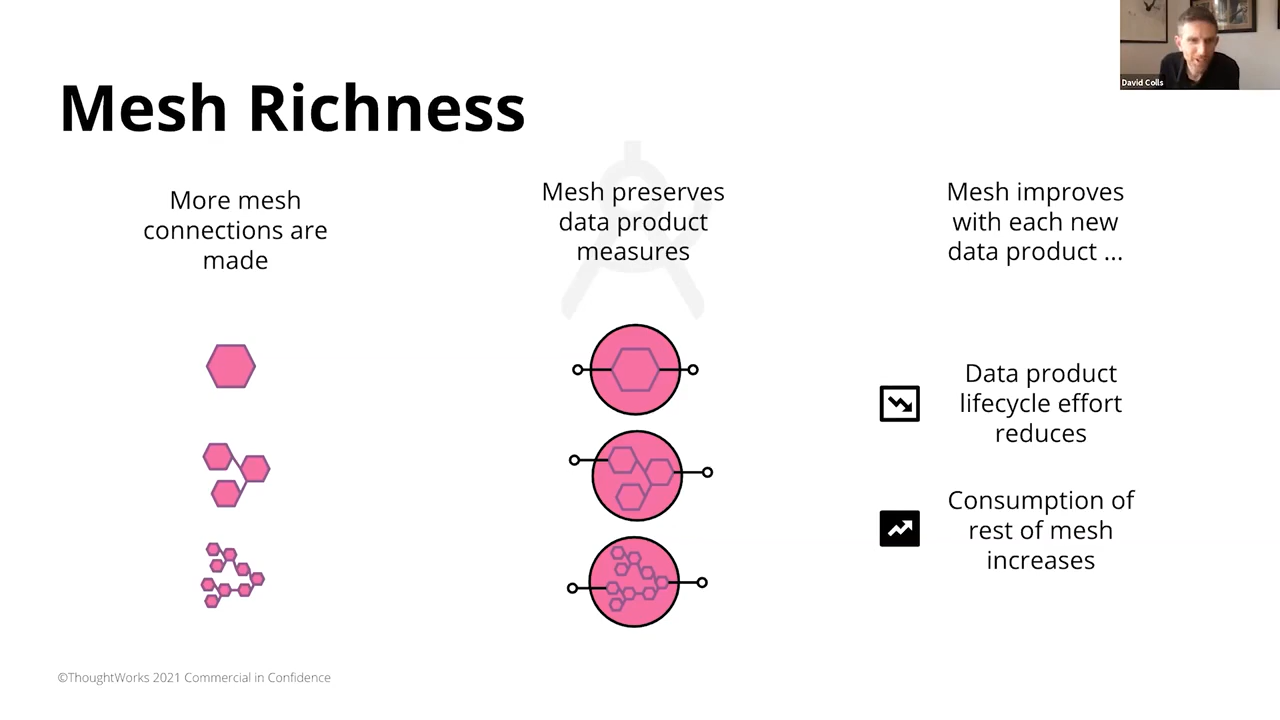 David Colls
Mesh Richness
More mesh
connections are
made
Mesh preserves
data product
measures
Mesh improves
with each new
data product ...
Data product
lifecycle effort
reduces
Consumption of
rest of mesh
increases
©ThoughtWorks 2021 Commercial in Confidence